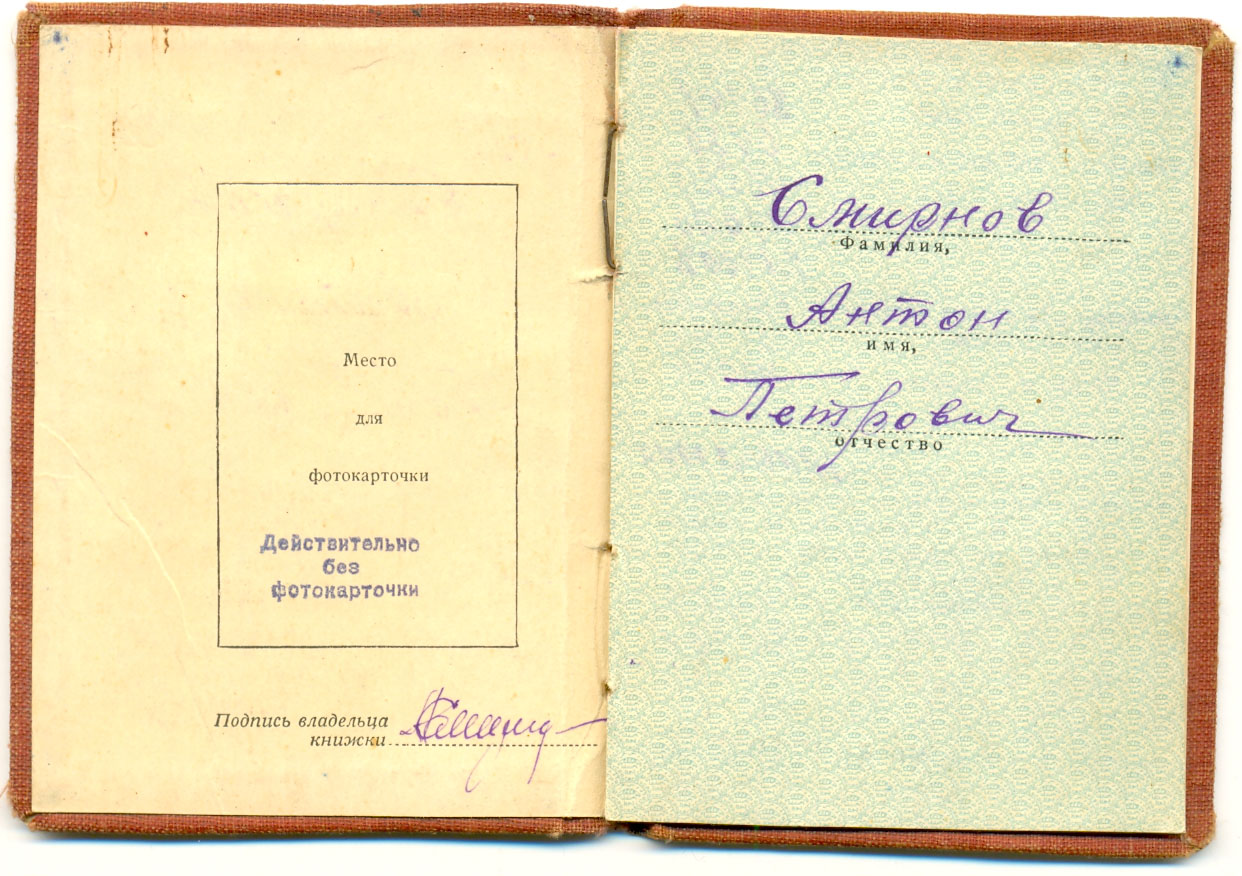 Место
для
фотокарточки
Действительно
без
фотокарточки
Подпись владельца
книжки
Смирнов
Фамилия,
Антон
имя,
Петрович
отчество